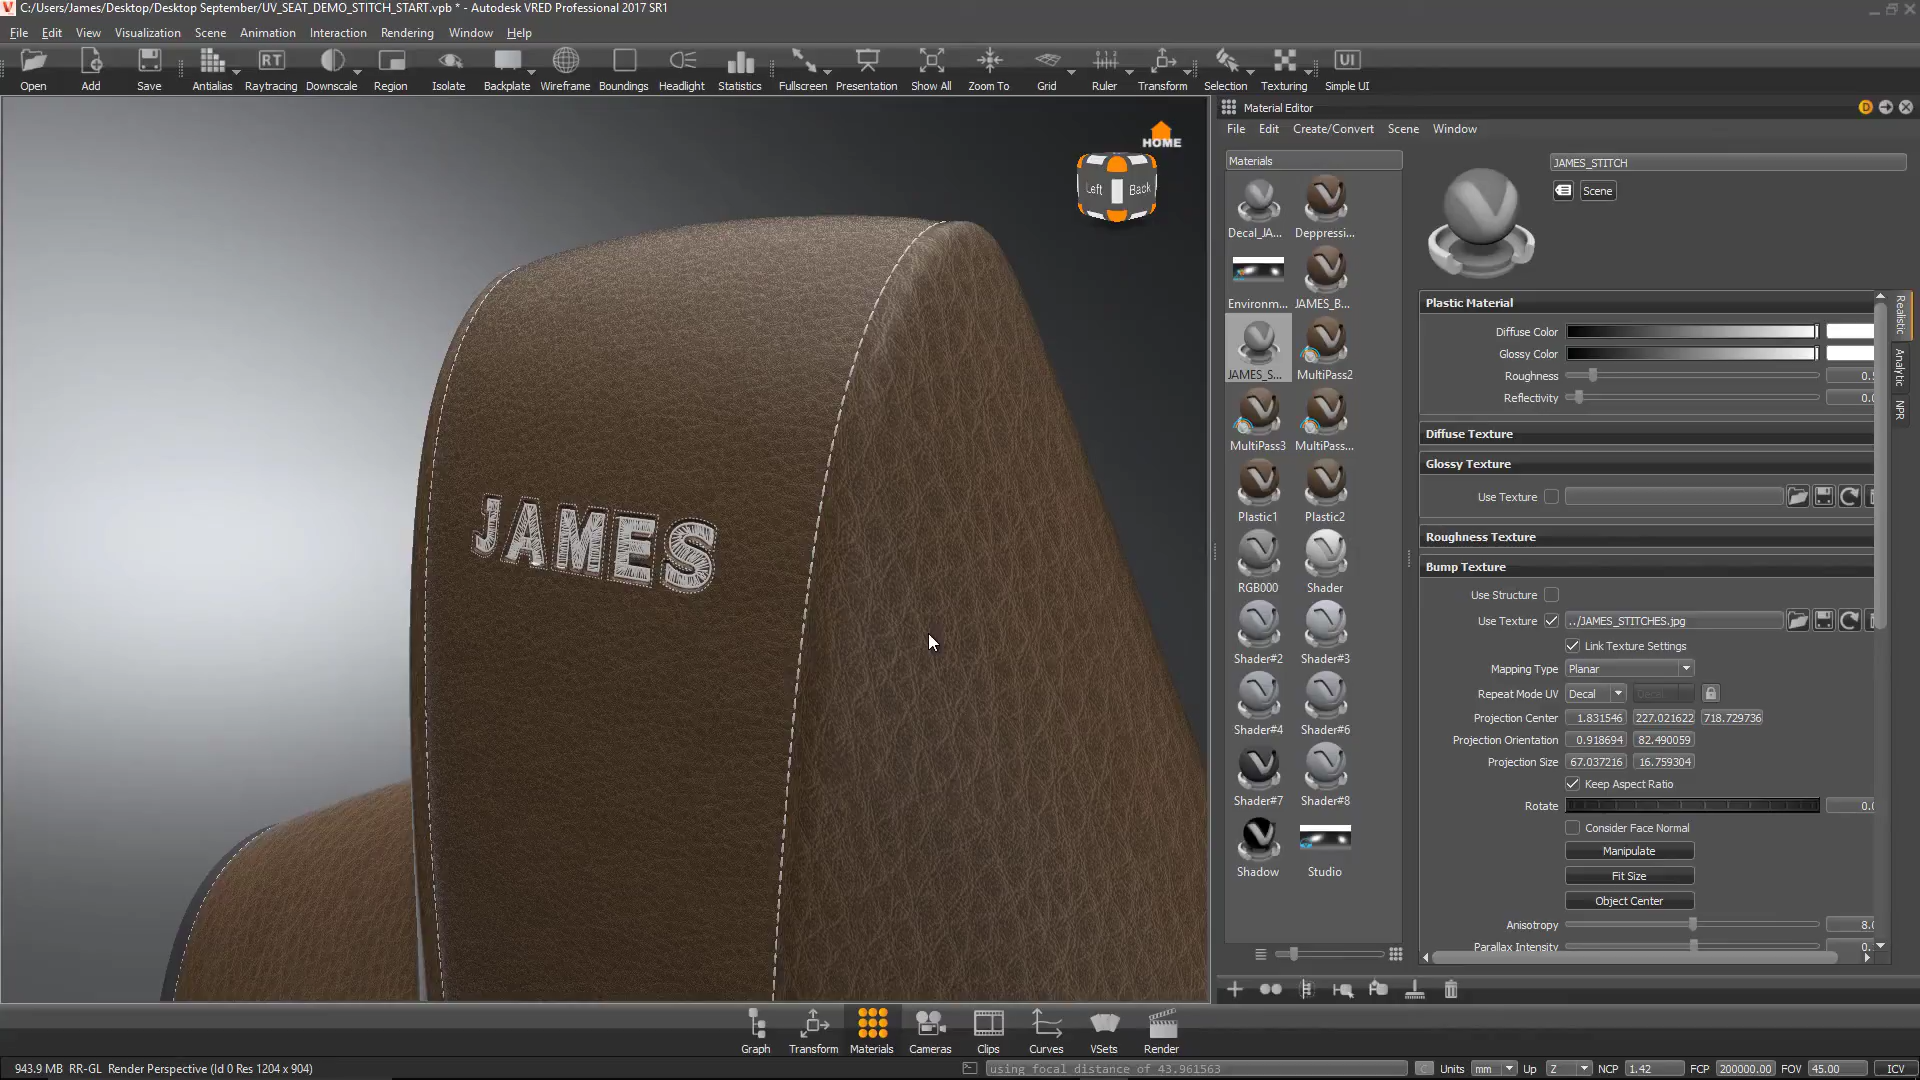 C:/Users/James/Desktop/Desktop September/UV_SEAT_DEMO_STITCH_START.vpb * - Autodesk VRED Professional 2017 SR1
File Edit View Visualization Scene Animation Interaction Rendering Window Help
RT UI
Open Add Save Antialias Raytracing Downscale Region Isolate Backplate Wireframe Boundings Headlight Statistics Fullscreen Presentation Show All Zoom To Grid Ruler Transform Selection Texturing Simple UI
HOME
Left Back
JAMES
Material Editor
File Edit Create/Convert Scene Window
Materials
Decal_JA... Deppressi...
Environm... JAMES_B...
JAMES_S... MultiPass2
MultiPass3 MultiPass...
Plastic1 Plastic2
RGB000 Shader
Shader#2 Shader#3
Shader#4 Shader#6
Shader#7 Shader#8
Shadow Studio
JAMES_STITCH
Scene
Realistic
Analytic
NPR
Plastic Material
Diffuse Color
Glossy Color
Roughness
Reflectivity
Diffuse Texture
Glossy Texture
Use Texture
Roughness Texture
Bump Texture
Use Structure
Use Texture ../JAMES_STITCHES.jpg
Link Texture Settings
Mapping Type Planar
Repeat Mode UV Decal
Projection Center 1.831546 227.021622 718.729736
Projection Orientation 0.918694 82.490059
Projection Size 67.037216 16.759304
Keep Aspect Ratio
Rotate
Consider Face Normal
Manipulate
Fit Size
Object Center
Anisotropy
Parallax Intensity
Graph Transform Materials Cameras Clips Curves VSets Render
943.9 MB RR-GL Render Perspective (Id 0 Res 1204 x 904)
using focal distance of 43.961563
Units mm Up Z NCP 1.42 FCP 200000.00 FOV 45.00 ICV